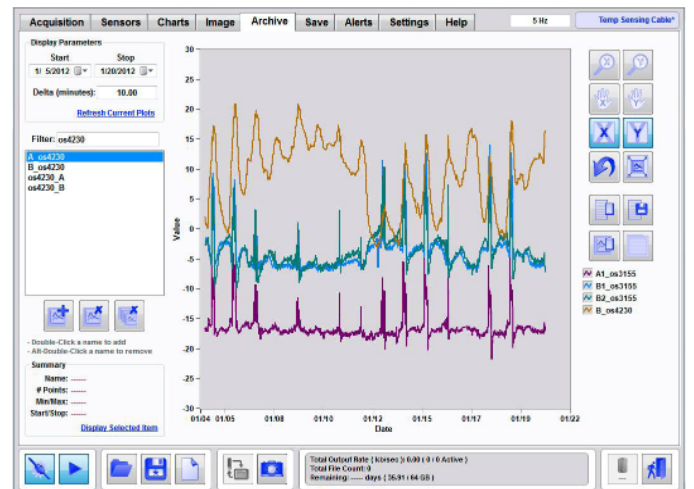 Acquisition Sensors Charts Image Archive Save Alerts Settings Help 5 Hz Temp Sensing Cable*
Display Parameters
Start Stop
1/ 5/2012 1/20/2012
Delta (minutes): 10.00
Refresh Current Plots
Filter: os4230
A_os4230
B_os4230
os4230_A
os4230_B
- Double-Click a name to add
- Alt-Double-Click a name to remove
Summary
Name: -----
# Points: -----
Min/Max: -----
Start/Stop: -----
Display Selected Item
Value
30
25
20
15
10
5
0
-5
-10
-15
-20
-25
-30
01/04 01/05 01/08 01/10 01/12 01/15 01/17 01/19 01/22
Date
X Y
X Y
X Y
A1_os3155
B1_os3155
B2_os3155
B_os4230
Total Output Rate ( kb/sec ): 0.00 ( 0 / 0 Active )
Total File Count: 0
Remaining: ----- days ( 36.91 / 64 GB )